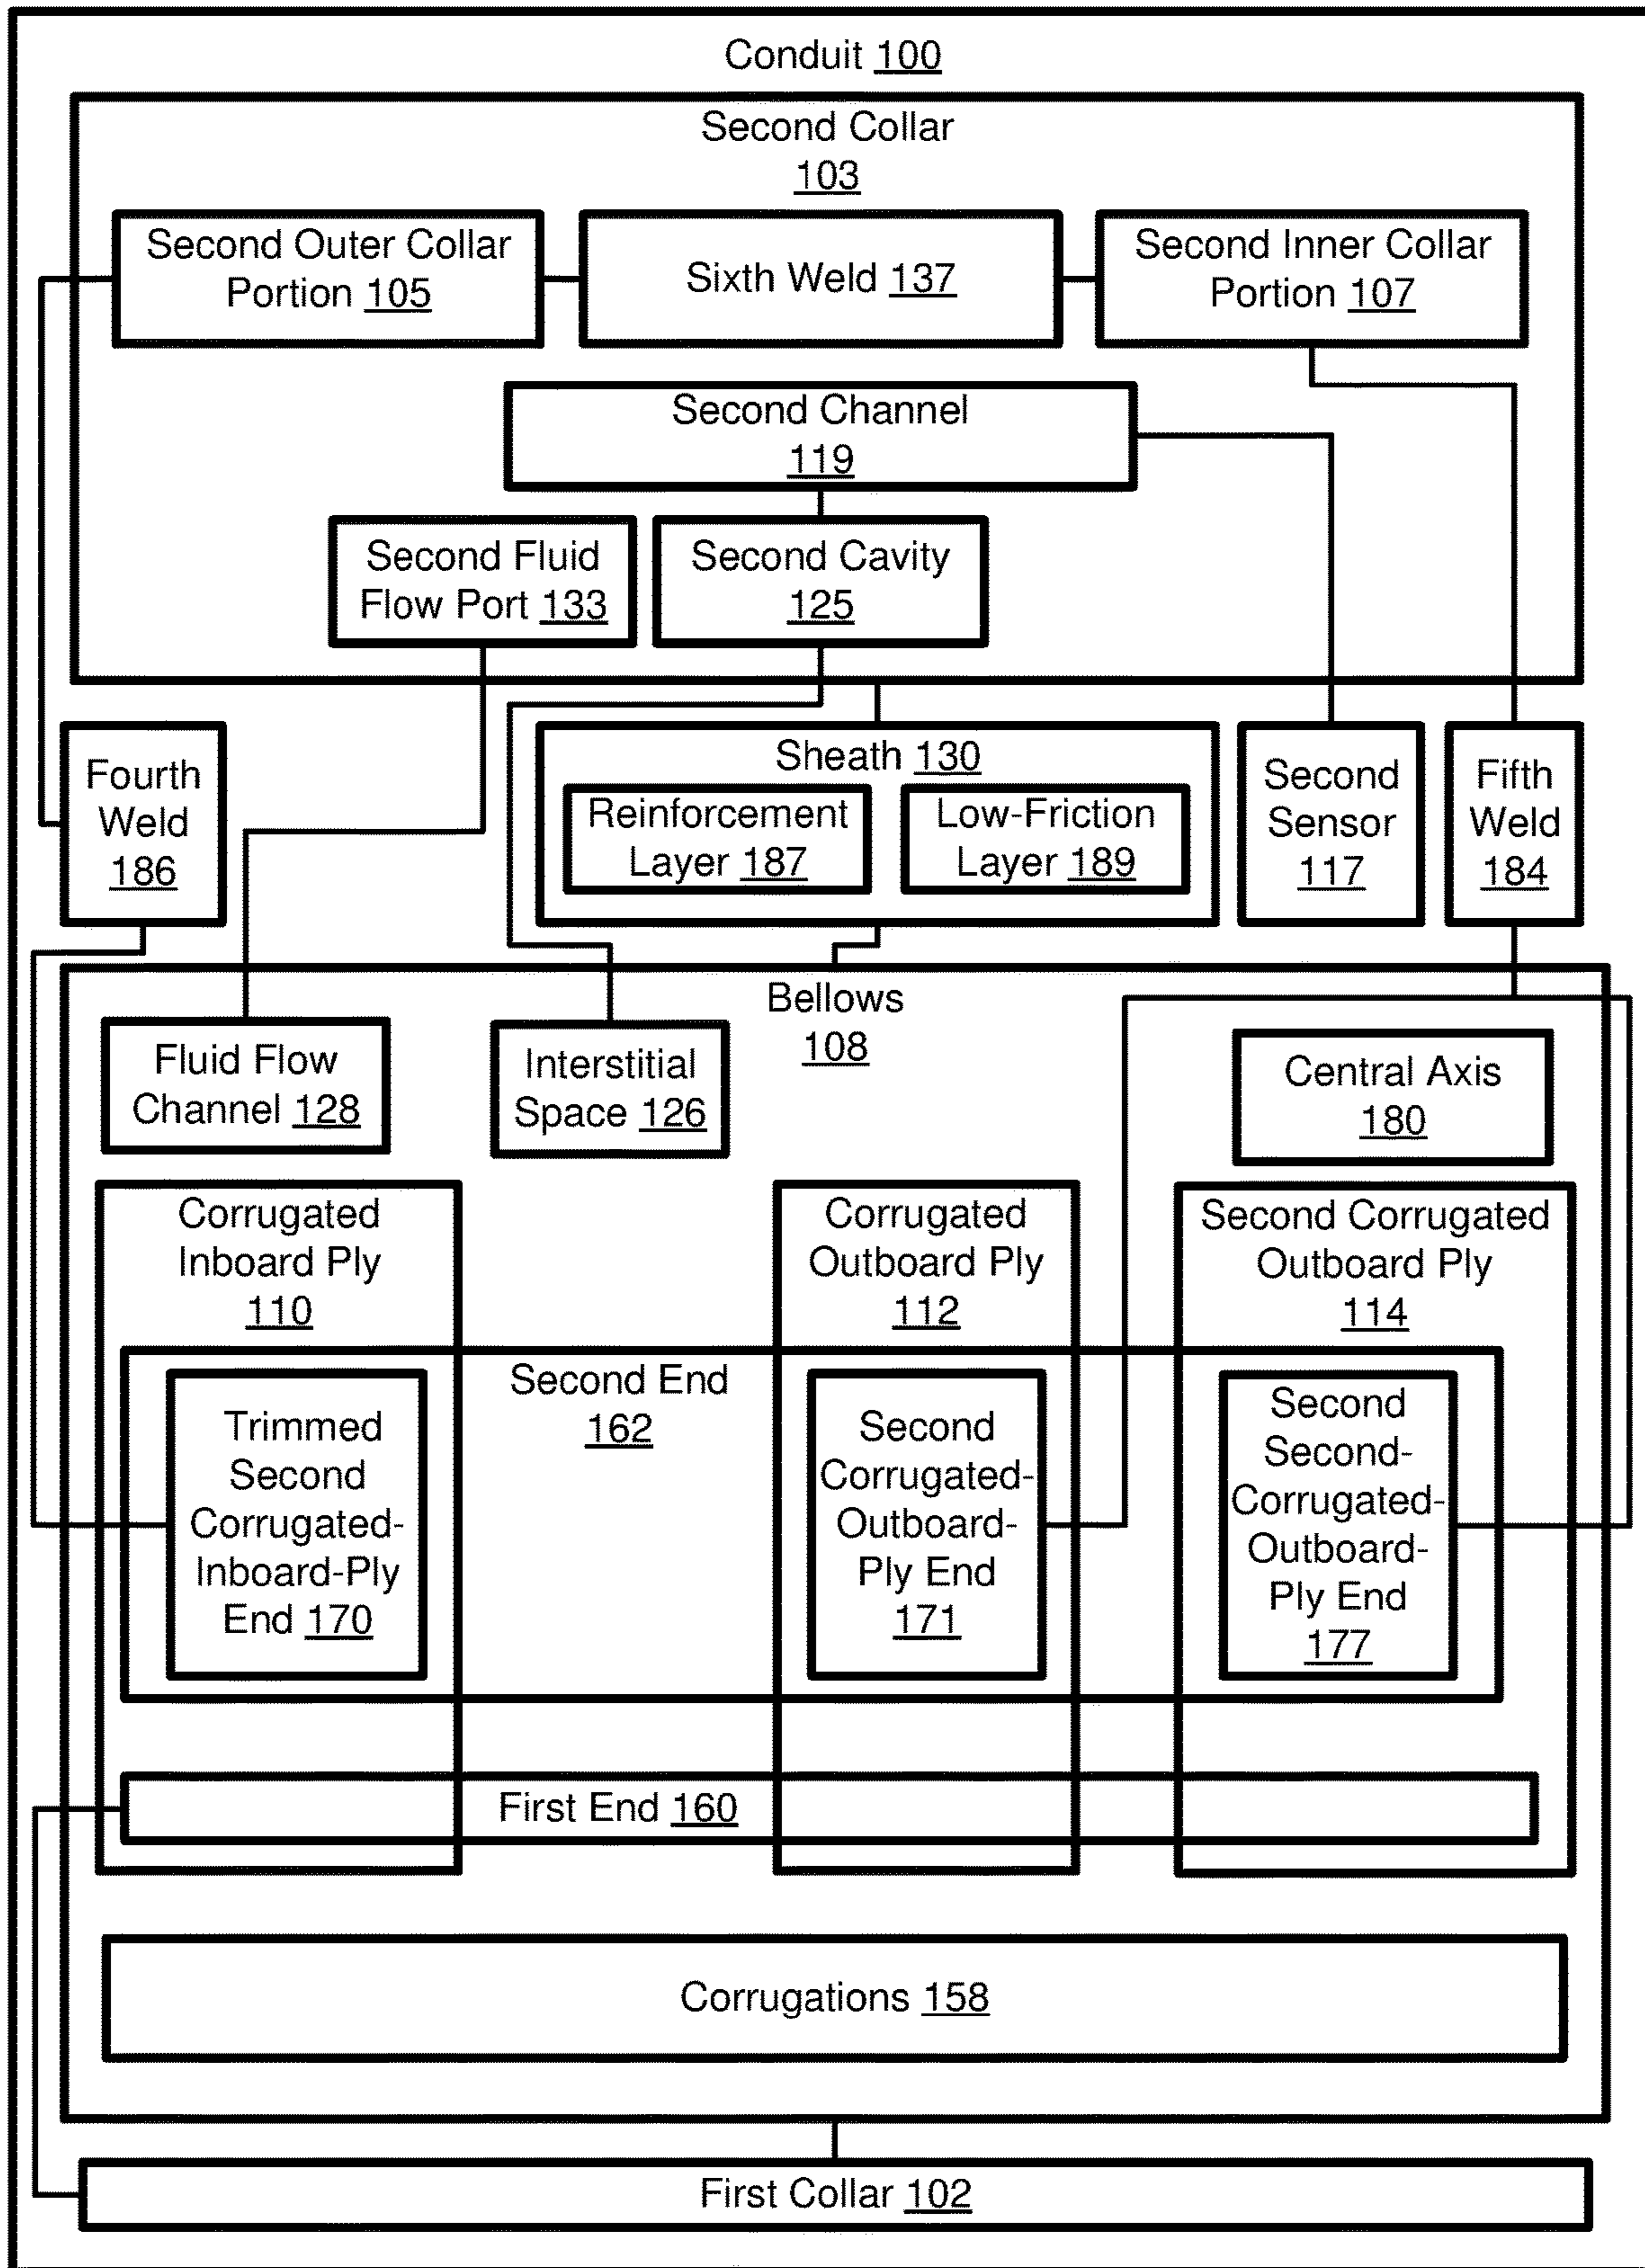 Conduit 100
Second Collar
103
Second Outer Collar
Portion 105
Sixth Weld 137
Second Inner Collar
Portion 107
Second Channel
119
Second Fluid
Flow Port 133
Second Cavity
125
Fourth
Weld
186
Sheath 130
Reinforcement
Layer 187
Low-Friction
Layer 189
Second
Sensor
117
Fifth
Weld
184
Bellows
108
Fluid Flow
Channel 128
Interstitial
Space 126
Central Axis
180
Corrugated
Inboard Ply
110
Corrugated
Outboard Ply
112
Second Corrugated
Outboard Ply
114
Second End
162
Trimmed
Second
Corrugated-
Inboard-Ply
End 170
Second
Corrugated-
Outboard-
Ply End
171
Second
Second-
Corrugated-
Outboard-
Ply End
177
First End 160
Corrugations 158
First Collar 102